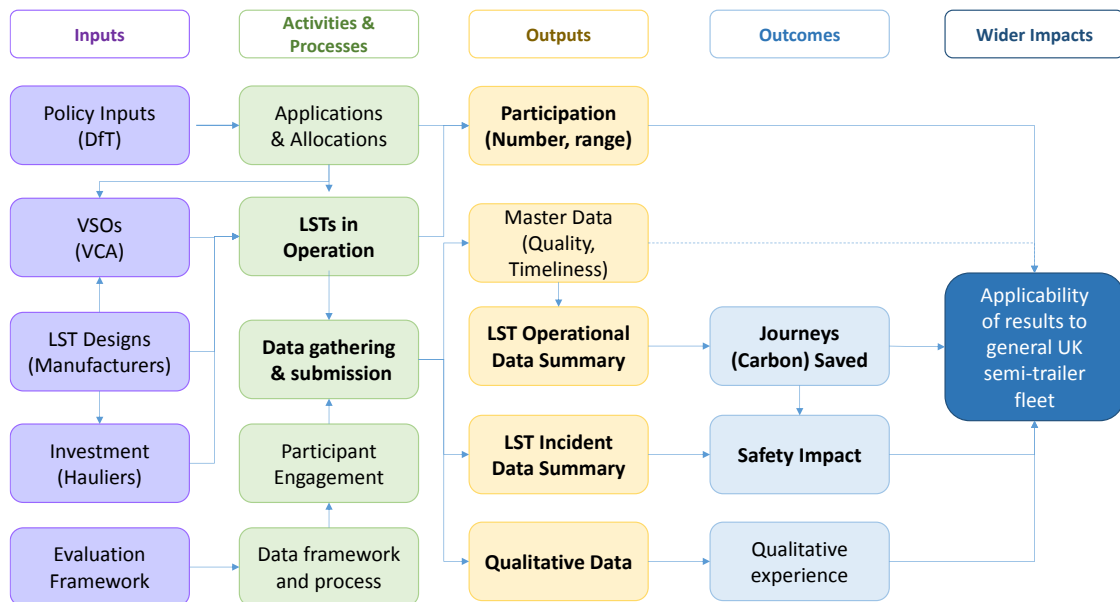 Inputs
Activities &
Processes
Outputs
Outcomes
Wider Impacts
Policy Inputs
(DfT)
Applications
& Allocations
Participation
(Number, range)
VSOs
(VCA)
LSTs in
Operation
Master Data
(Quality,
Timeliness)
LST Designs
(Manufacturers)
Data gathering
& submission
LST Operational
Data Summary
Journeys
(Carbon) Saved
Applicability
of results to
general UK
semi-trailer
fleet
Investment
(Hauliers)
Participant
Engagement
LST Incident
Data Summary
Safety Impact
Evaluation
Framework
Data framework
and process
Qualitative Data
Qualitative
experience